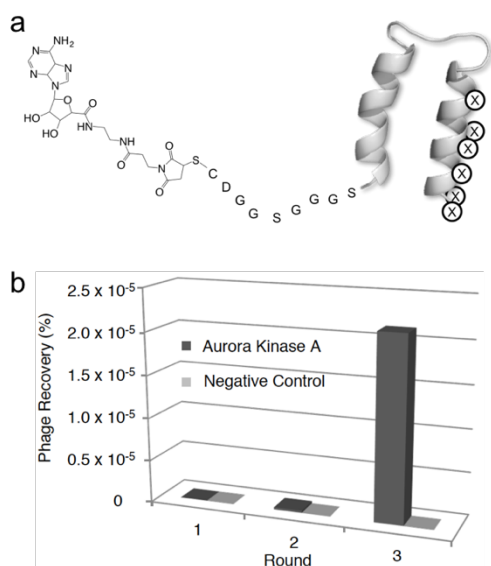 a
NH2
N
N
N
N
HO
HO
O
O
NH
NH
O
N
O
O
S
C
D
G
G
S
G
G
G
S
X
X
X
X
X
X
b
Phage Recovery (%)
2.5 x 10-5
2.0 x 10-5
1.5 x 10-5
1.0 x 10-5
0.5 x 10-5
0
Aurora Kinase A
Negative Control
1
2
3
Round